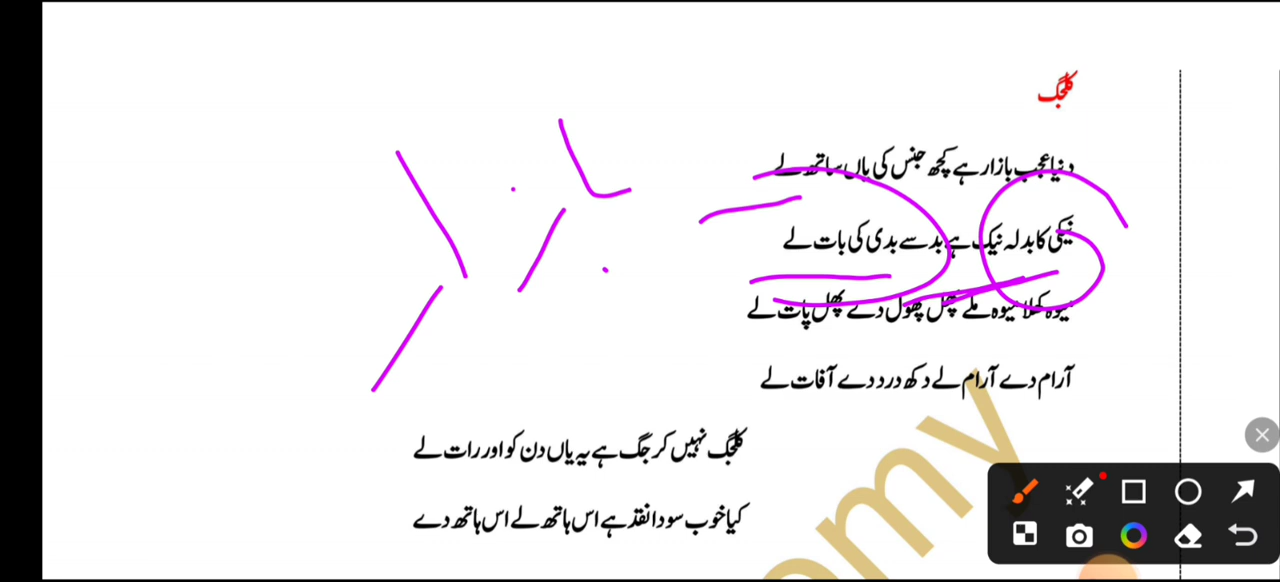 کلجگ
دنیا عجب بازار ہے کچھ جنس کی یاں ساتھ لے
نیکی کا بدلہ نیک ہے بد سے بدی کی بات لے
میوہ کھلا میوہ ملے پھل پھول دے پھل پات لے
آرام دے آرام لے دکھ درد دے آفات لے
کلجگ نہیں کر جگ ہے یہ یاں دن کو اور رات لے
کیا خوب سودا نقد ہے اس ہاتھ لے اس ہاتھ دے
omy